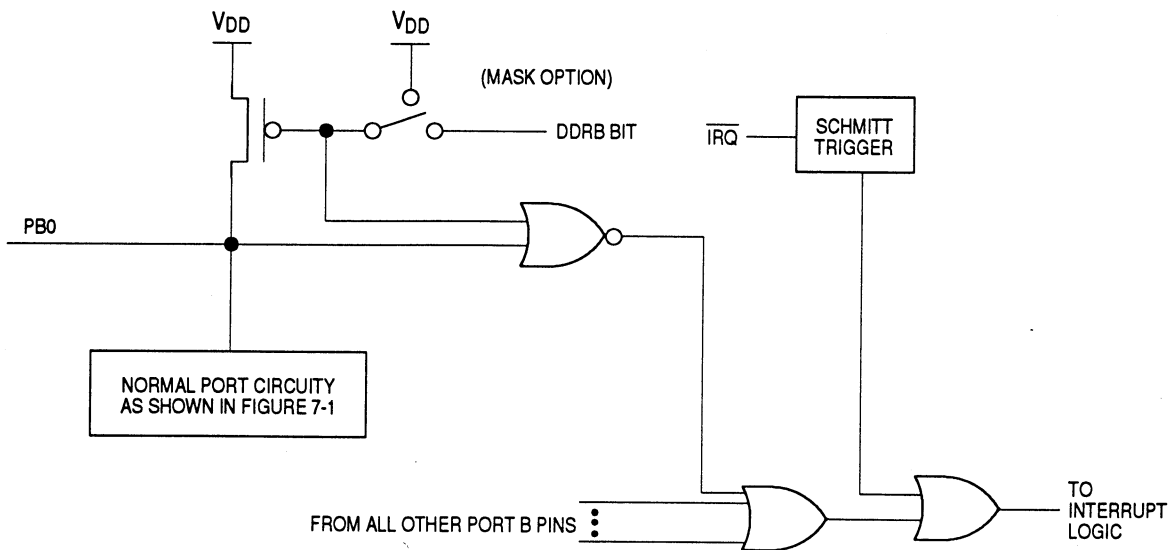 VDD
VDD
(MASK OPTION)
DDRB BIT
IRQ
SCHMITT
TRIGGER
PB0
NORMAL PORT CIRCUITY
AS SHOWN IN FIGURE 7-1
FROM ALL OTHER PORT B PINS
TO
INTERRUPT
LOGIC